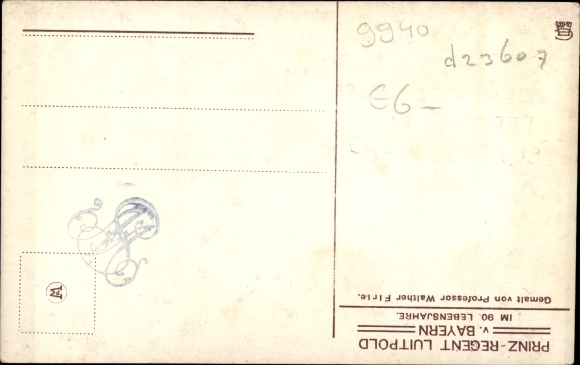 9940
d23607
€6-
PRINZ-REGENT LUITPOLD
v. BAYERN
IM 90. LEBENSJAHRE.
Gemalt von Professor Walther Firle.